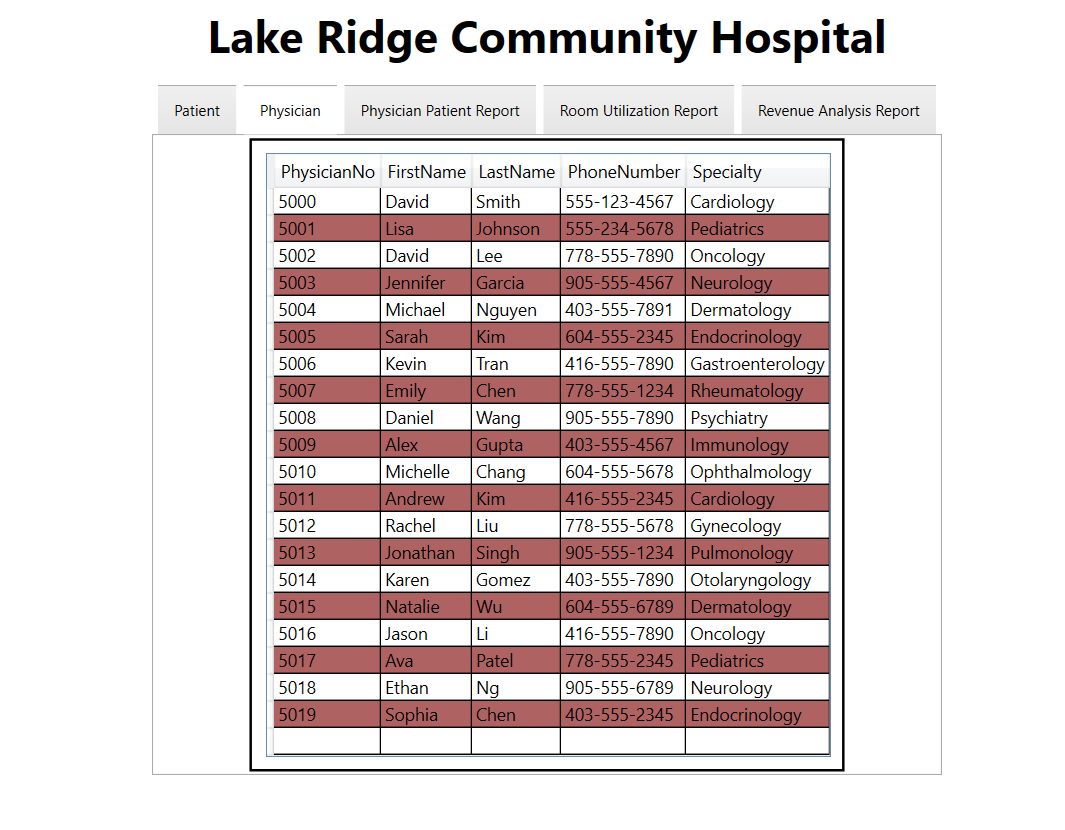 Lake Ridge Community Hospital
Patient Physician Physician Patient Report Room Utilization Report Revenue Analysis Report
PhysicianNo FirstName LastName PhoneNumber Specialty
5000 David Smith 555-123-4567 Cardiology
5001 Lisa Johnson 555-234-5678 Pediatrics
5002 David Lee 778-555-7890 Oncology
5003 Jennifer Garcia 905-555-4567 Neurology
5004 Michael Nguyen 403-555-7891 Dermatology
5005 Sarah Kim 604-555-2345 Endocrinology
5006 Kevin Tran 416-555-7890 Gastroenterology
5007 Emily Chen 778-555-1234 Rheumatology
5008 Daniel Wang 905-555-7890 Psychiatry
5009 Alex Gupta 403-555-4567 Immunology
5010 Michelle Chang 604-555-5678 Ophthalmology
5011 Andrew Kim 416-555-2345 Cardiology
5012 Rachel Liu 778-555-5678 Gynecology
5013 Jonathan Singh 905-555-1234 Pulmonology
5014 Karen Gomez 403-555-7890 Otolaryngology
5015 Natalie Wu 604-555-6789 Dermatology
5016 Jason Li 416-555-7890 Oncology
5017 Ava Patel 778-555-2345 Pediatrics
5018 Ethan Ng 905-555-6789 Neurology
5019 Sophia Chen 403-555-2345 Endocrinology